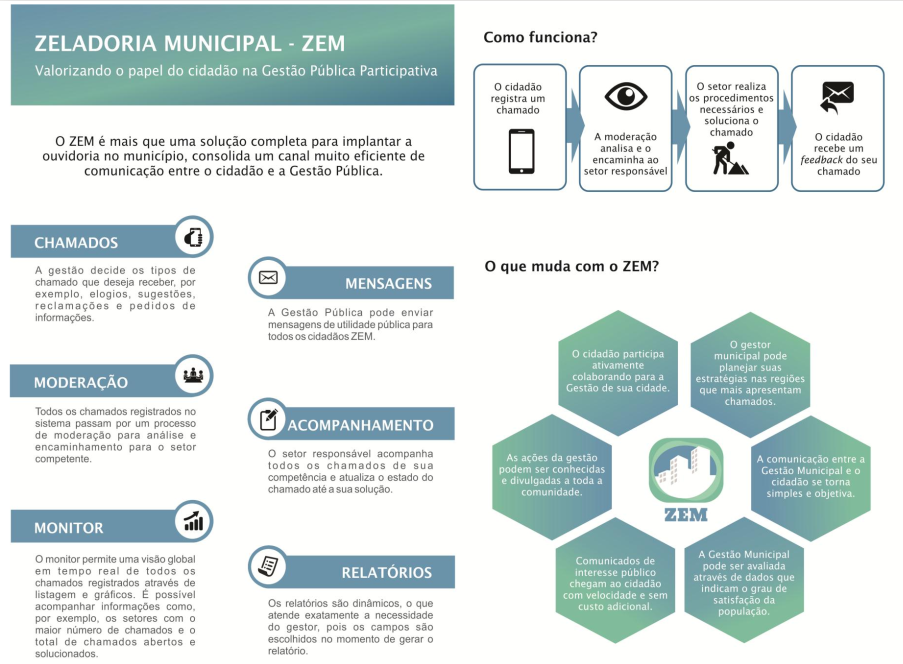 ZELADORIA MUNICIPAL - ZEM
Valorizando o papel do cidadão na Gestão Pública Participativa
O ZEM é mais que uma solução completa para implantar a
ouvidoria no município, consolida um canal muito eficiente de
comunicação entre o cidadão e a Gestão Pública.
CHAMADOS
A gestão decide os tipos de
chamado que deseja receber, por
exemplo, elogios, sugestões,
reclamações e pedidos de
informações.
MENSAGENS
A Gestão Pública pode enviar
mensagens de utilidade pública para
todos os cidadãos ZEM.
MODERAÇÃO
Todos os chamados registrados no
sistema passam por um processo
de moderação para análise e
encaminhamento para o setor
competente.
ACOMPANHAMENTO
O setor responsável acompanha
todos os chamados de sua
competência e atualiza o estado do
chamado até a sua solução.
MONITOR
O monitor permite uma visão global
em tempo real de todos os
chamados registrados através de
listagem e gráficos. É possível
acompanhar informações como,
por exemplo, os setores com o
maior número de chamados e o
total de chamados abertos e
solucionados.
RELATÓRIOS
Os relatórios são dinâmicos, o que
atende exatamente a necessidade
do gestor, pois os campos são
escolhidos no momento de gerar o
relatório.
Como funciona?
O cidadão
registra um
chamado
A moderação
analisa e o
encaminha ao
setor responsável
O setor realiza
os procedimentos
necessários e
soluciona o
chamado
O cidadão
recebe um
feedback do seu
chamado
O que muda com o ZEM?
O cidadão participa
ativamente
colaborando para a
Gestão de sua cidade.
O gestor
municipal pode
planejar suas
estratégias nas regiões
que mais apresentam
chamados.
As ações da gestão
podem ser conhecidas
e divulgadas a toda a
comunidade.
ZEM
A comunicação entre a
Gestão Municipal e o
cidadão se torna
simples e objetiva.
Comunicados de
interesse público
chegam ao cidadão
com velocidade e sem
custo adicional.
A Gestão Municipal
pode ser avaliada
através de dados que
indicam o grau de
satisfação da
população.